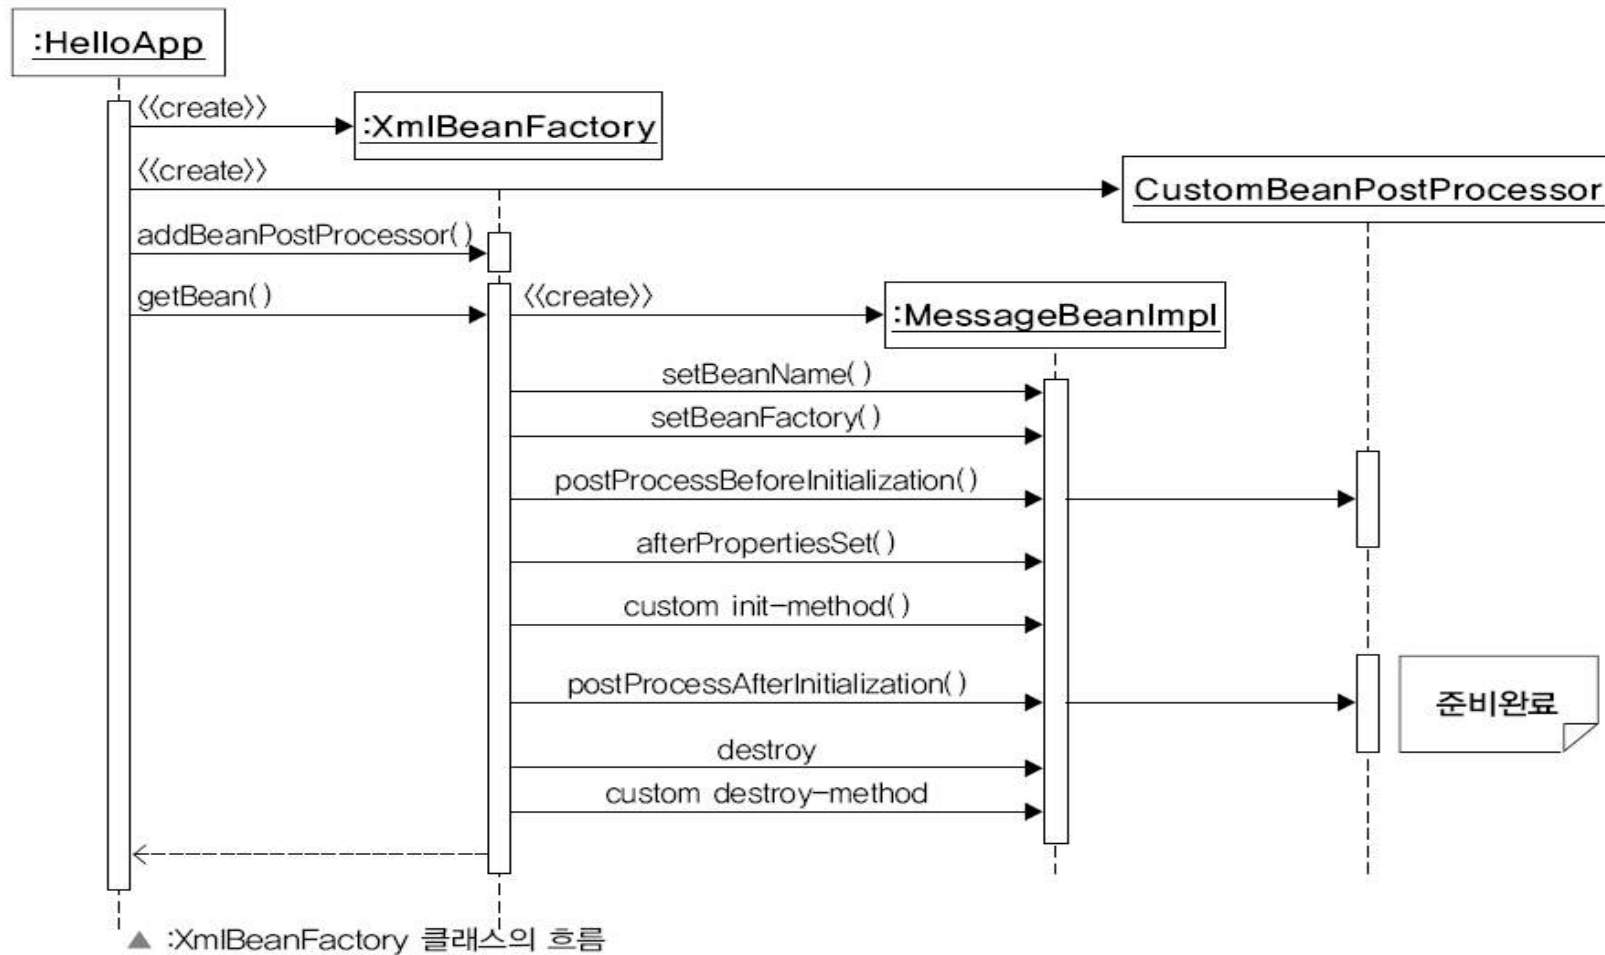 :HelloApp
<<create>>
:XmlBeanFactory
<<create>>
CustomBeanPostProcessor
addBeanPostProcessor()
getBean()
<<create>>
:MessageBeanImpl
setBeanName()
setBeanFactory()
postProcessBeforeInitialization()
afterPropertiesSet()
custom init-method()
postProcessAfterInitialization()
준비완료
destroy
custom destroy-method
▲ :XmlBeanFactory 클래스의 흐름